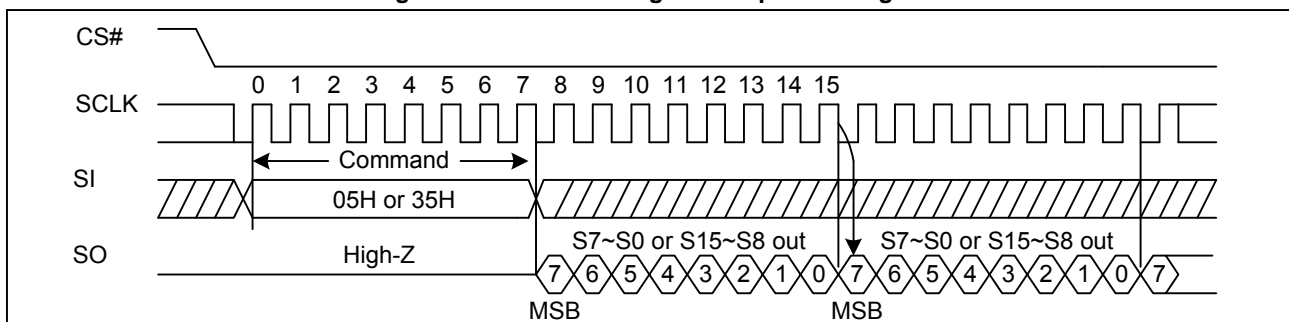 CS#
0 1 2 3 4 5 6 7 8 9 10 11 12 13 14 15
SCLK
Command
SI
05H or 35H
S7~S0 or S15~S8 out S7~S0 or S15~S8 out
SO
High-Z
7 6 5 4 3 2 1 0 7 6 5 4 3 2 1 0 7
MSB MSB